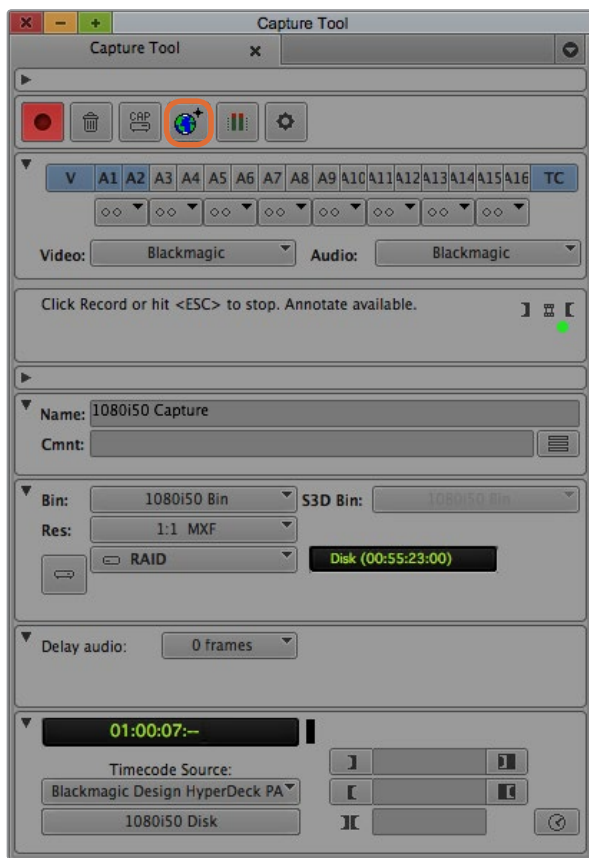 Capture Tool
Capture Tool
CAP
V A1 A2 A3 A4 A5 A6 A7 A8 A9 A10 A11 A12 A13 A14 A15 A16 TC
Video: Blackmagic Audio: Blackmagic
Click Record or hit <ESC> to stop. Annotate available.
Name: 1080i50 Capture
Cmnt:
Bin: 1080i50 Bin S3D Bin: 1080i50 Bin
Res: 1:1 MXF
RAID Disk (00:55:23:00)
Delay audio: 0 frames
01:00:07:--
Timecode Source:
Blackmagic Design HyperDeck PA
1080i50 Disk